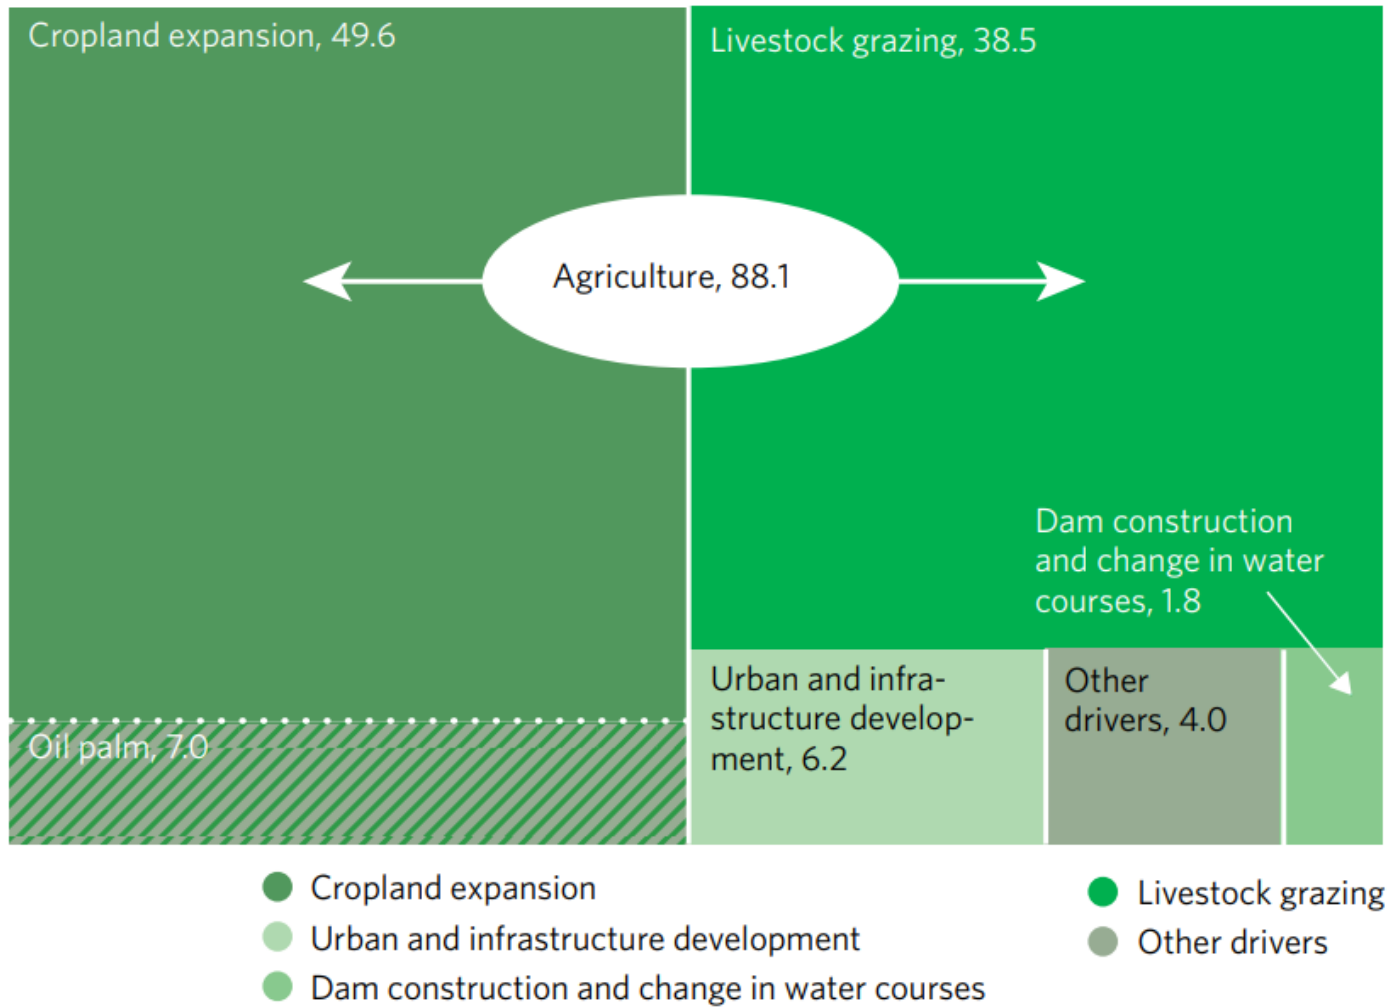 Cropland expansion, 49.6
Livestock grazing, 38.5
Agriculture, 88.1
Dam construction
and change in water
courses, 1.8
Oil palm, 7.0
Urban and infra-
structure develop-
ment, 6.2
Other
drivers, 4.0
Cropland expansion
Urban and infrastructure development
Dam construction and change in water courses
Livestock grazing
Other drivers